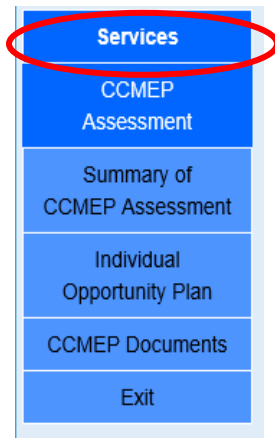 Services
CCMEP
Assessment
Summary of
CCMEP Assessment
Individual
Opportunity Plan
CCMEP Documents
Exit